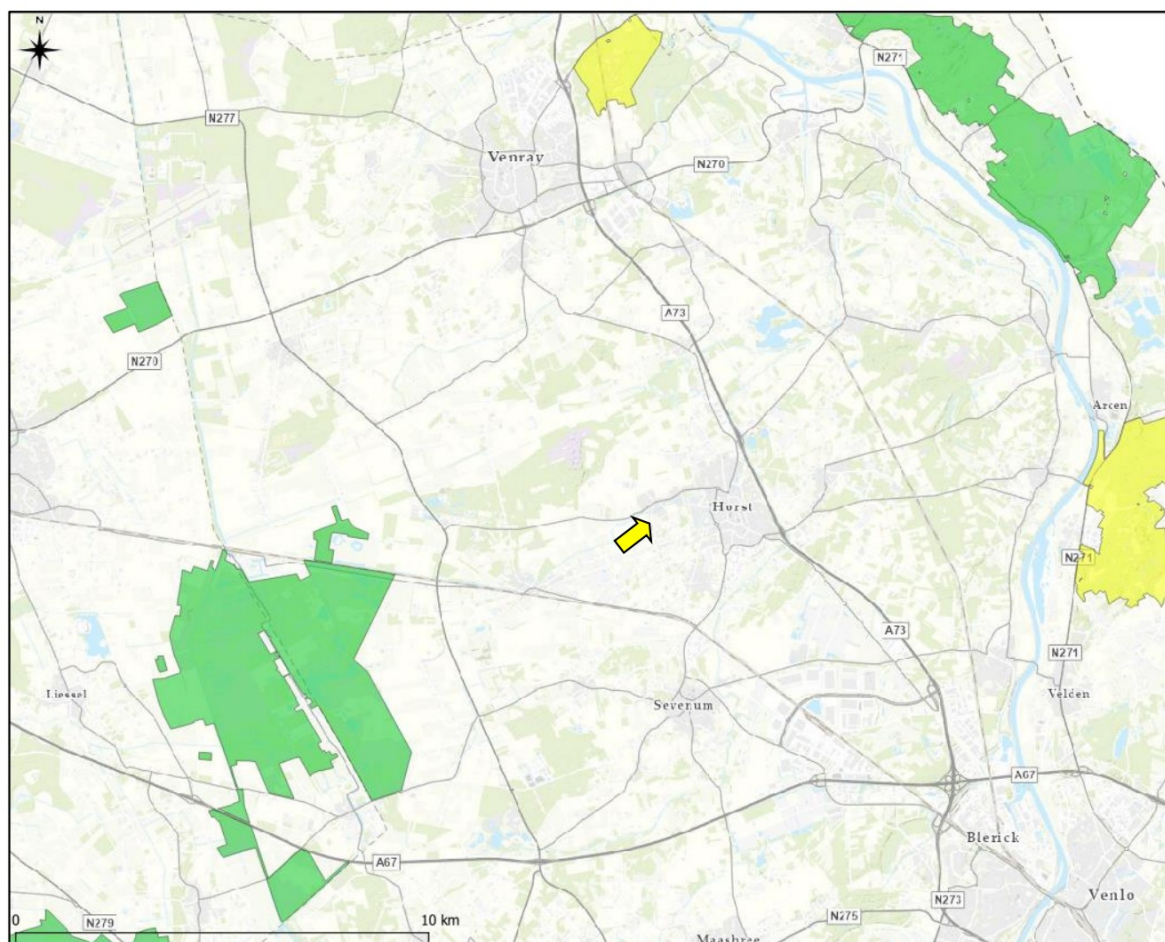 N
N271
N277
Venray
N270
A73
N270
Arcen
Horst
N271
A73
N271
Liessel
Velden
Sevenum
A67
Blerick
A67
Venlo
0
10 km
N279
N273
N275
Maasbree